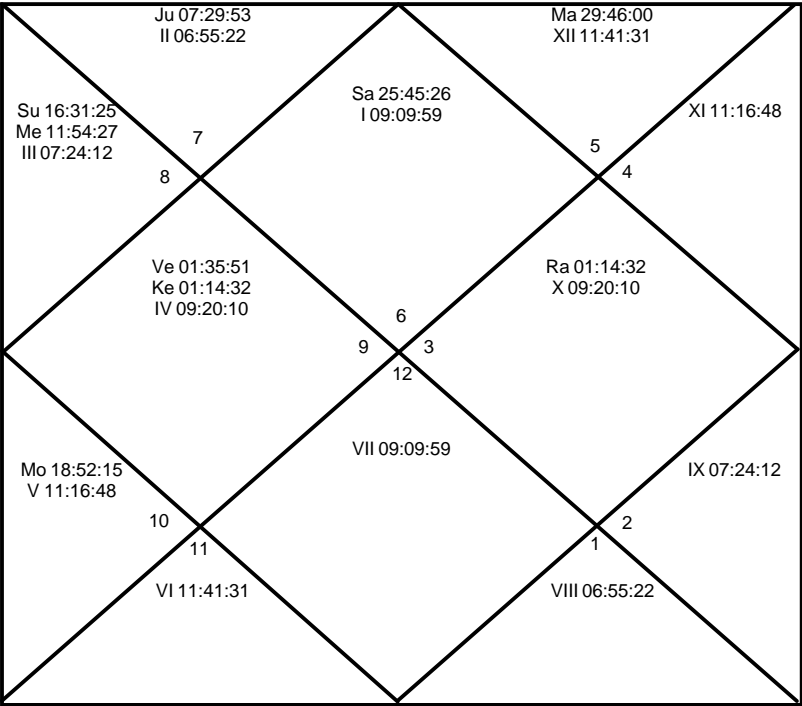 Ju 07:29:53
II 06:55:22
Ma 29:46:00
XII 11:41:31
Sa 25:45:26
I 09:09:59
Su 16:31:25
Me 11:54:27
III 07:24:12
XI 11:16:48
7
5
8
4
Ve 01:35:51
Ke 01:14:32
IV 09:20:10
Ra 01:14:32
X 09:20:10
6
9
3
12
VII 09:09:59
Mo 18:52:15
V 11:16:48
IX 07:24:12
10
2
11
1
VI 11:41:31
VIII 06:55:22